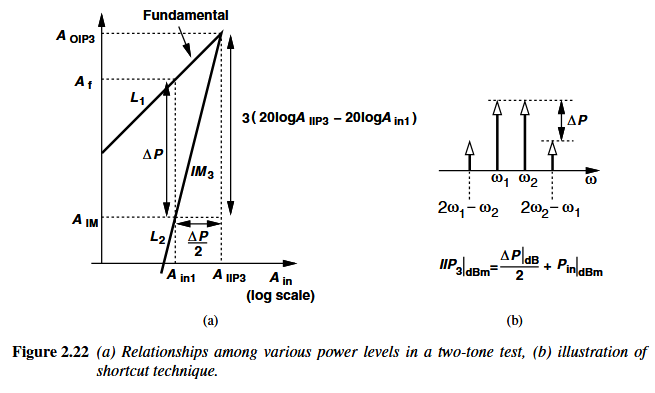 Fundamental
A OIP3
A f
L1
3 ( 20logA IIP3 – 20logA in1 )
ΔP
ΔP
IM3
ω1 ω2 ω
A IM
2ω1 – ω2 2ω2 – ω1
L2 ΔP
2
IIP3|dBm = ΔP|dB / 2 + Pin|dBm
A in1 A IIP3 A in
(log scale)
(a) (b)
Figure 2.22 (a) Relationships among various power levels in a two-tone test, (b) illustration of
shortcut technique.